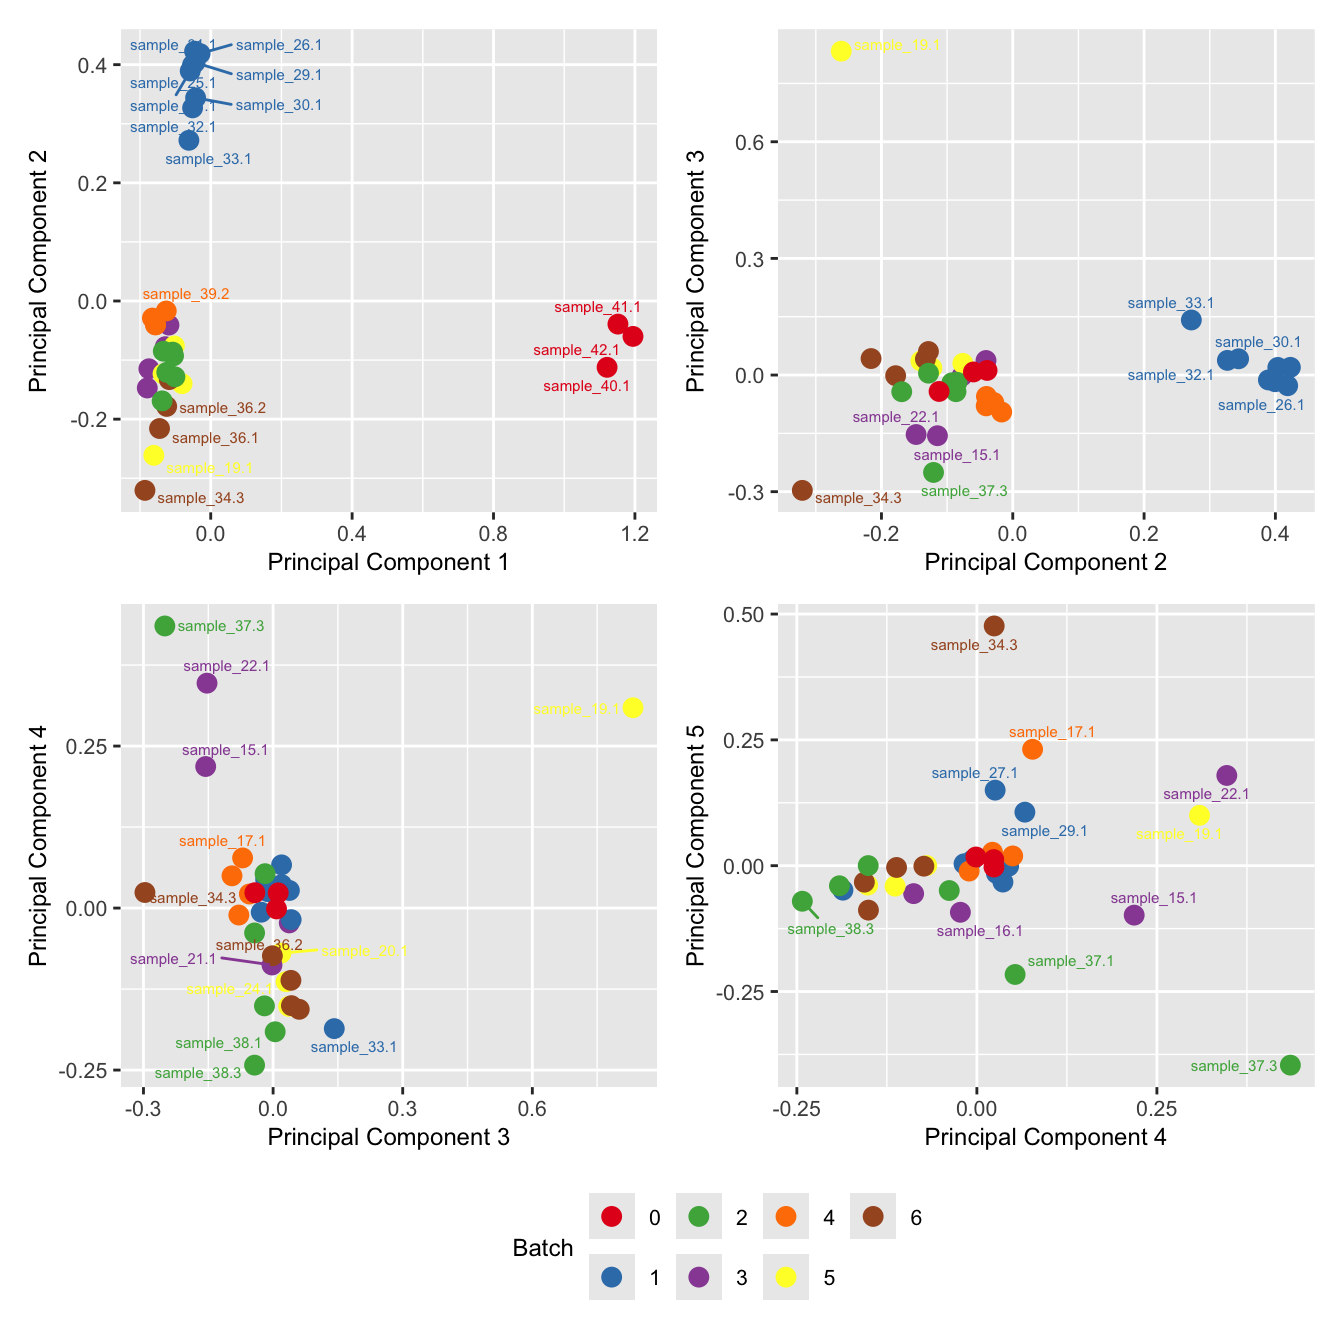 sample_26.1
sample_29.1
sample_25.1
sample_30.1
sample_32.1
sample_33.1
sample_39.2
sample_41.1
sample_42.1
sample_40.1
sample_36.2
sample_36.1
sample_19.1
sample_34.3
0.4
0.2
0.0
-0.2
0.0
0.4
0.8
1.2
Principal Component 1
Principal Component 2
sample_19.1
sample_33.1
sample_30.1
sample_32.1
sample_26.1
sample_22.1
sample_15.1
sample_37.3
sample_34.3
0.6
0.3
0.0
-0.3
-0.2
0.0
0.2
0.4
Principal Component 2
Principal Component 3
sample_37.3
sample_22.1
sample_19.1
sample_15.1
sample_17.1
sample_34.3
sample_36.2
sample_20.1
sample_21.1
sample_38.1
sample_33.1
sample_38.3
0.25
0.00
-0.25
-0.3
0.0
0.3
0.6
Principal Component 3
Principal Component 4
sample_34.3
sample_17.1
sample_27.1
sample_22.1
sample_29.1
sample_19.1
sample_15.1
sample_38.3
sample_16.1
sample_37.1
sample_37.3
0.50
0.25
0.00
-0.25
-0.25
0.00
0.25
Principal Component 4
Principal Component 5
Batch
0 2 4 6
1 3 5